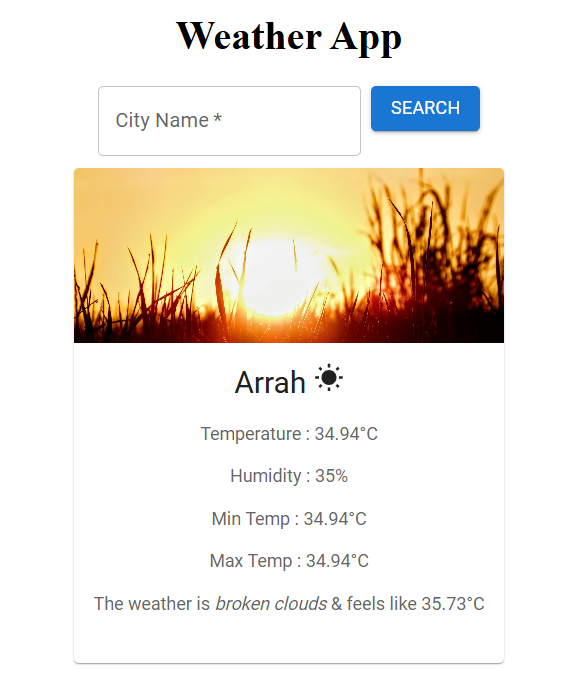 Weather App
City Name *
SEARCH
Arrah
Temperature : 34.94°C
Humidity : 35%
Min Temp : 34.94°C
Max Temp : 34.94°C
The weather is broken clouds & feels like 35.73°C